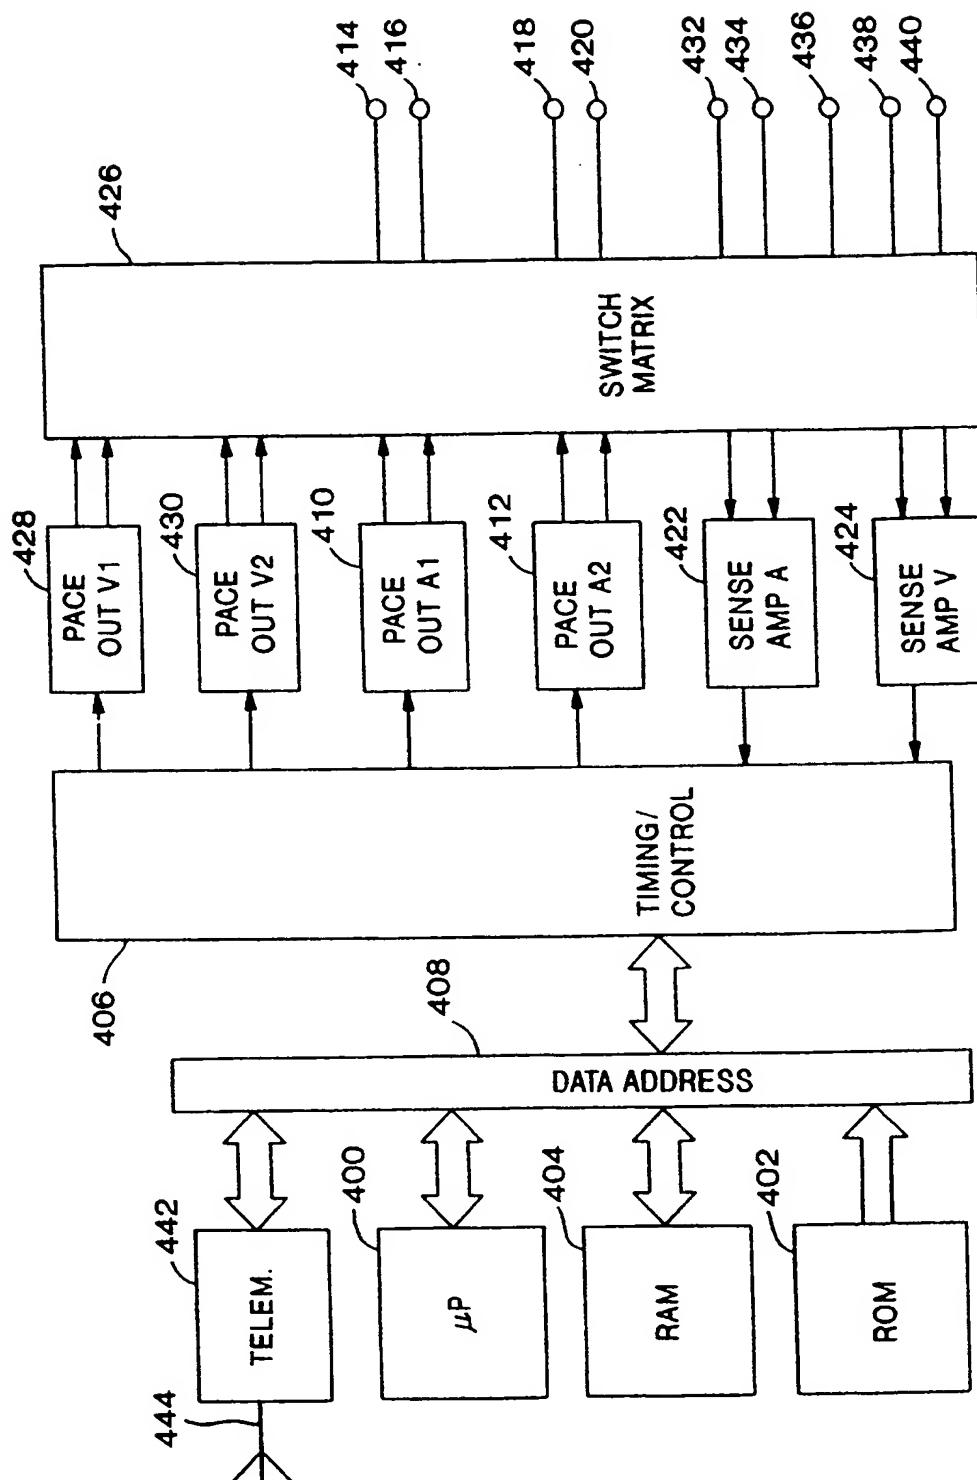 414
416
418
420
432
434
436
438
440
426
SWITCH
MATRIX
428
PACE
OUT V1
430
PACE
OUT V2
410
PACE
OUT A1
412
PACE
OUT A2
422
SENSE
AMP A
424
SENSE
AMP V
TIMING/
CONTROL
406
408
DATA ADDRESS
442
TELEM.
444
400
μP
404
RAM
402
ROM